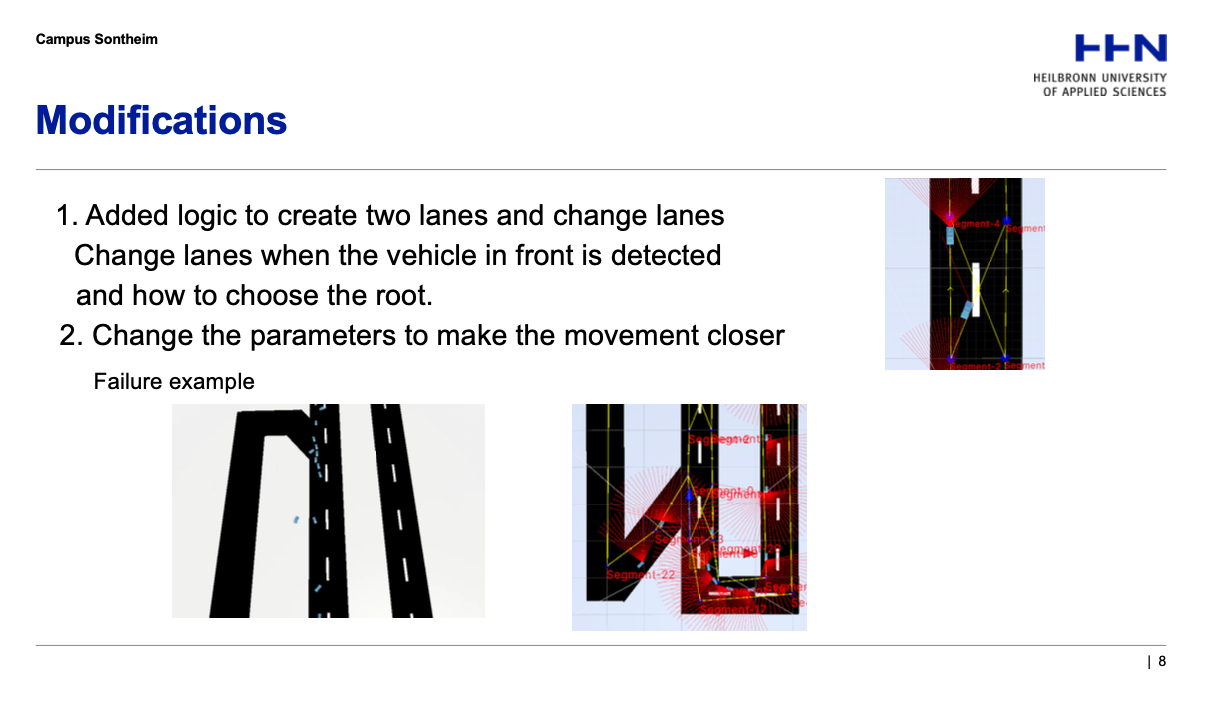 Campus Sontheim
HHN
HEILBRONN UNIVERSITY
OF APPLIED SCIENCES
Modifications
1. Added logic to create two lanes and change lanes
Change lanes when the vehicle in front is detected
and how to choose the root.
2. Change the parameters to make the movement closer
Failure example
Segment-4
Segment
Segment-2
Segment
Segment-2
Segment-0
Segment
Segment-22
Segment-17
| 8